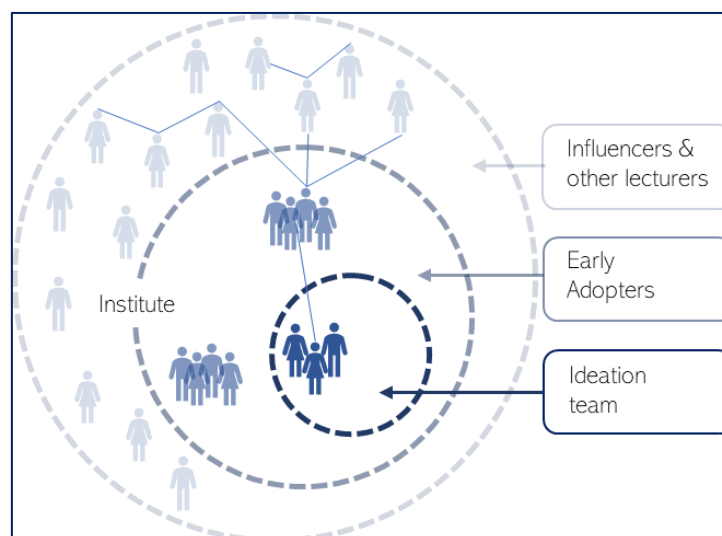 Influencers &
other lecturers
Early
Adopters
Institute
Ideation
team